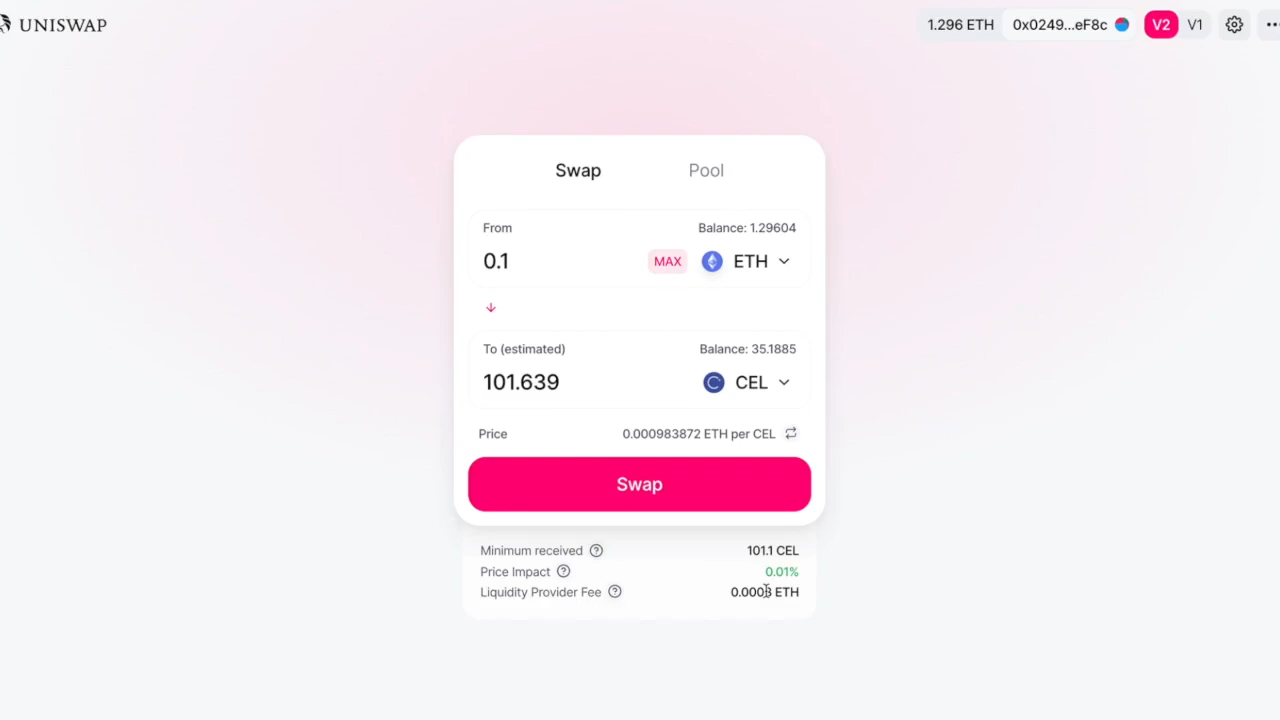 UNISWAP
1.296 ETH 0x0249...eF8c V2 V1
Swap Pool
From Balance: 1.29604
0.1 MAX ETH
To (estimated) Balance: 35.1885
101.639 CEL
Price 0.000983872 ETH per CEL
Swap
Minimum received ? 101.1 CEL
Price Impact ? 0.01%
Liquidity Provider Fee ? 0.0003 ETH